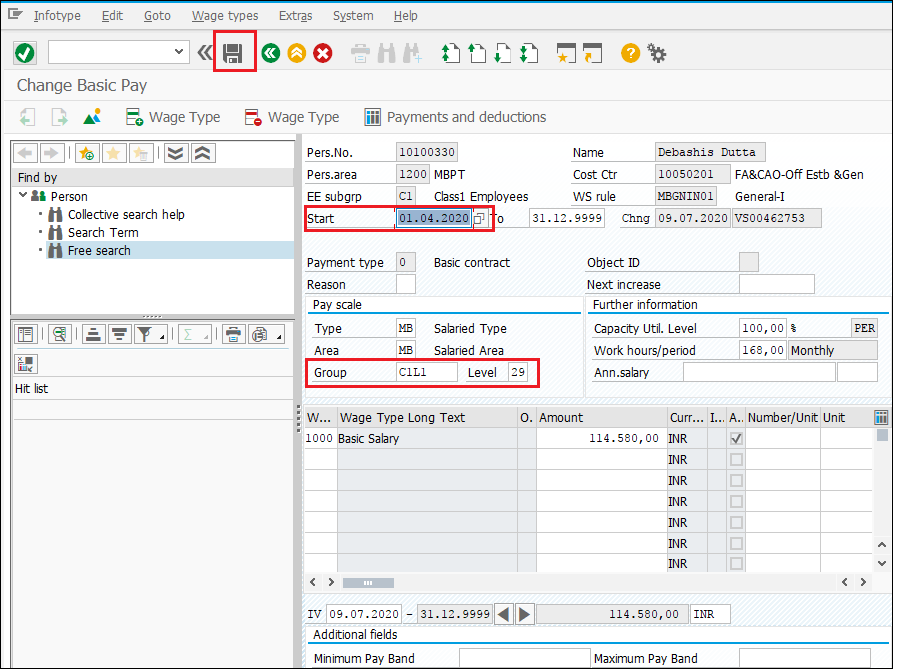 Infotype Edit Goto Wage types Extras System Help
Change Basic Pay
Wage Type Wage Type Payments and deductions
Find by
Person
Collective search help
Search Term
Free search
Hit list
Pers.No. 10100330 Name Debashis Dutta
Pers.area 1200 MBPT Cost Ctr 10050201 FA&CAO-Off Estb &Gen
EE subgrp C1 Class1 Employees WS rule MBGNIN01 General-I
Start 01.04.2020 To 31.12.9999 Chng 09.07.2020 VS00462753
Payment type 0 Basic contract Object ID
Reason Next increase
Pay scale Further information
Type MB Salaried Type Capacity Util. Level 100,00 % PER
Area MB Salaried Area Work hours/period 168,00 Monthly
Group C1L1 Level 29 Ann.salary
W... Wage Type Long Text O. Amount Curr... I... A.. Number/Unit Unit
1000 Basic Salary 114.580,00 INR
INR
INR
INR
INR
INR
INR
IV 09.07.2020 - 31.12.9999 114.580,00 INR
Additional fields
Minimum Pay Band Maximum Pay Band